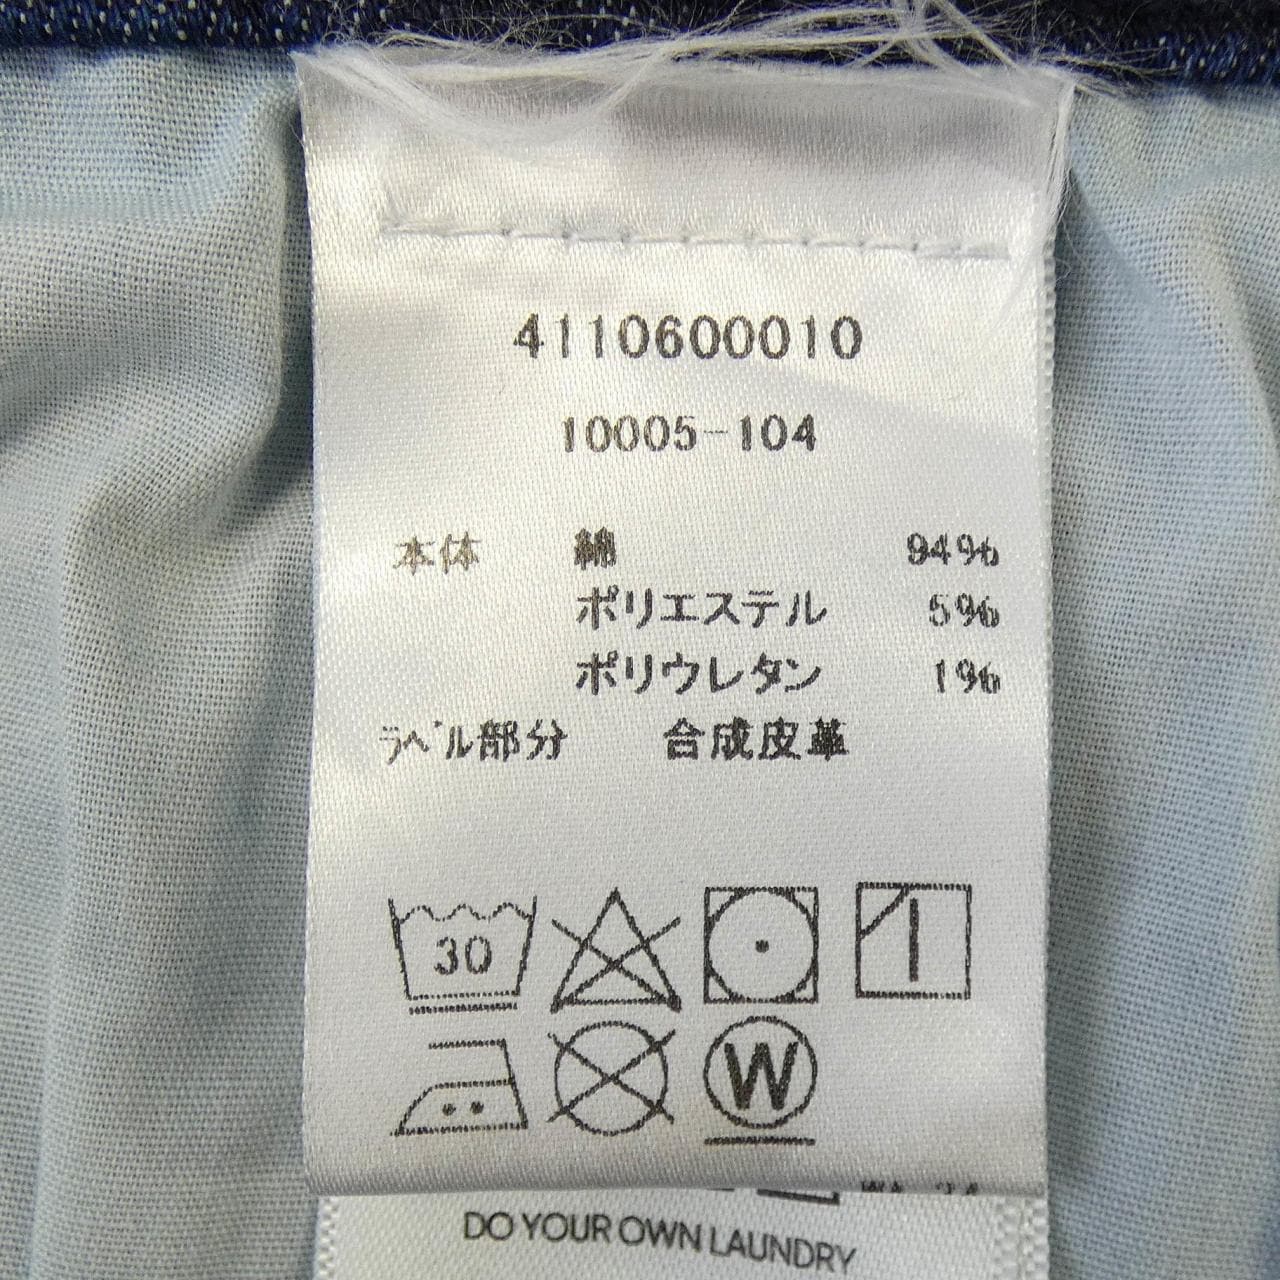 4110600010
10005-104
本体 綿 94%
ポリエステル 5%
ポリウレタン 1%
ラベル部分 合成皮革
30
W
DO YOUR OWN LAUNDRY